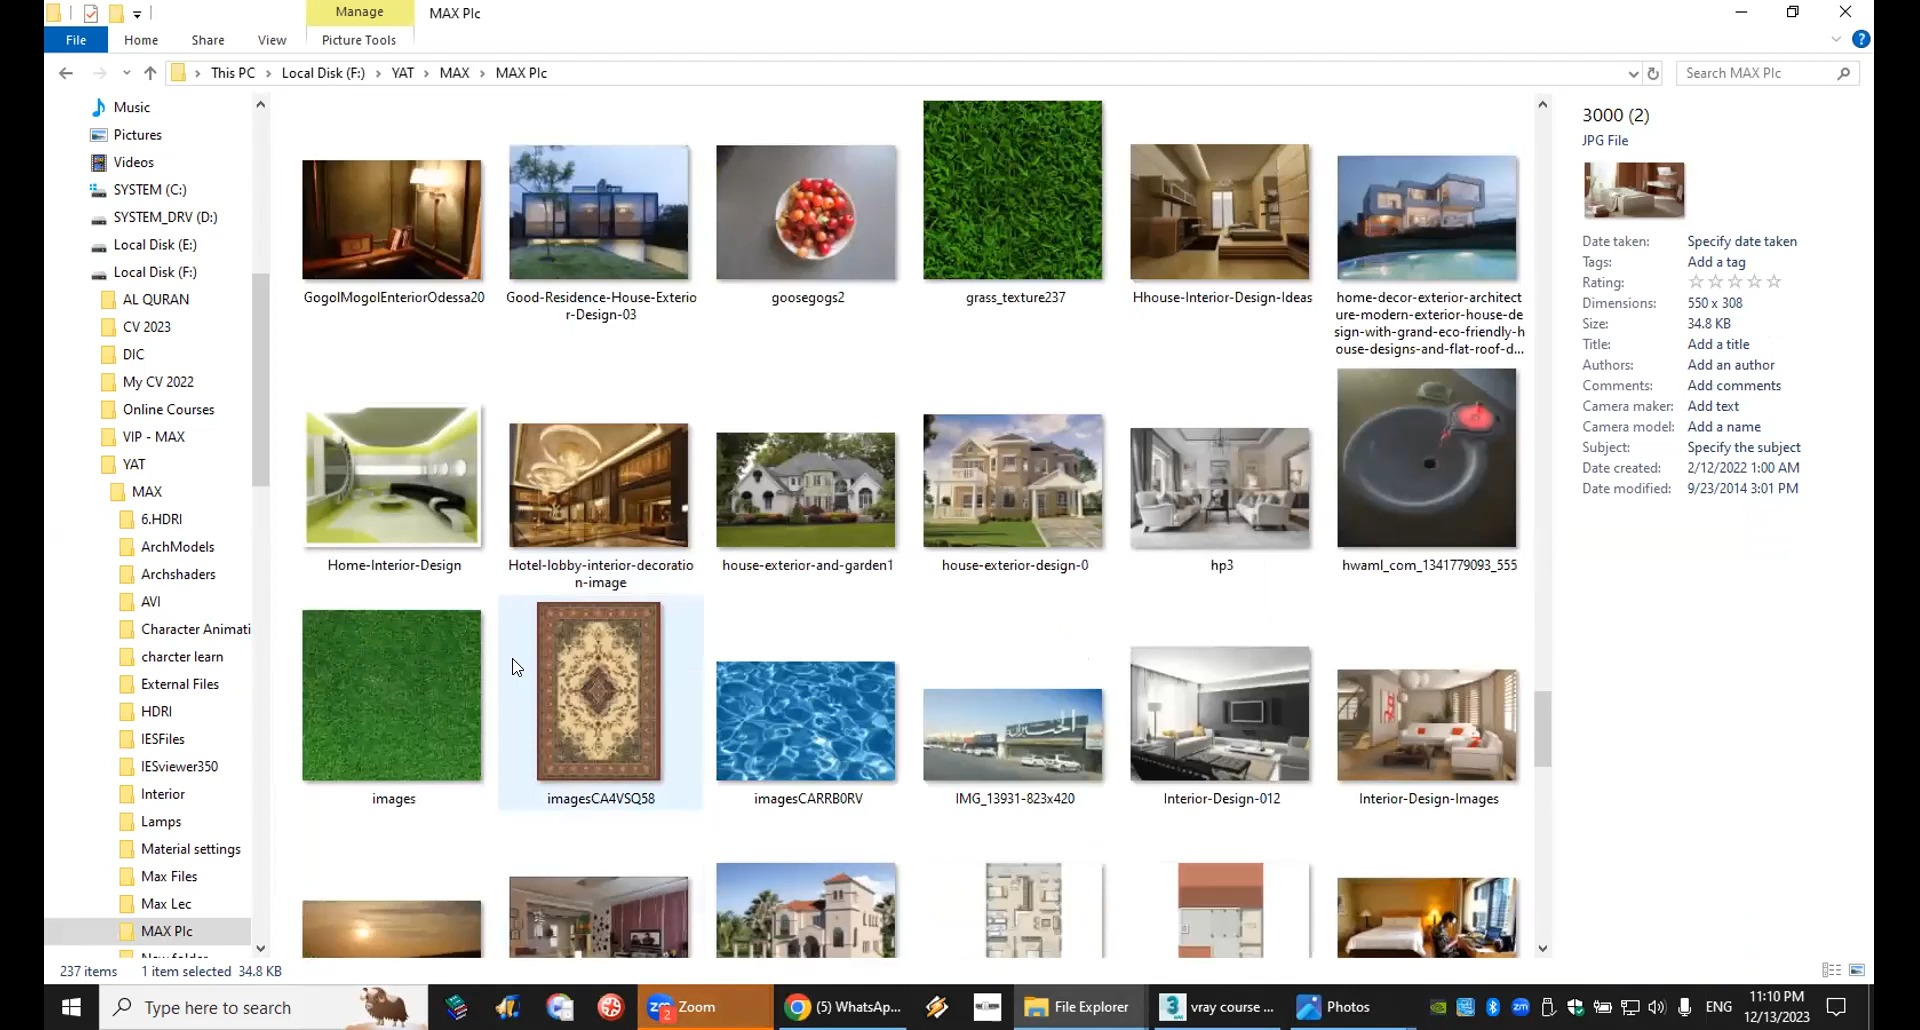 Manage
MAX Plc
File
Home
Share
View
Picture Tools
This PC
Local Disk (F:)
YAT
MAX
MAX Plc
Search MAX Plc
Music
Pictures
Videos
SYSTEM (C:)
SYSTEM_DRV (D:)
Local Disk (E:)
Local Disk (F:)
AL QURAN
CV 2023
DIC
My CV 2022
Online Courses
VIP - MAX
YAT
MAX
6.HDRI
ArchModels
Archshaders
AVI
Character Animati
charcter learn
External Files
HDRI
IESFiles
IESviewer350
Interior
Lamps
Material settings
Max Files
Max Lec
MAX Plc
New folder
GogolMogolEnteriorOdessa20
Good-Residence-House-Exterio
r-Design-03
goosegogs2
grass_texture237
Hhouse-Interior-Design-Ideas
home-decor-exterior-architect
ure-modern-exterior-house-de
sign-with-grand-eco-friendly-h
ouse-designs-and-flat-roof-d...
Home-Interior-Design
Hotel-lobby-interior-decoratio
n-image
house-exterior-and-garden1
house-exterior-design-0
hp3
hwaml_com_1341779093_555
images
imagesCA4VSQ58
imagesCARRB0RV
IMG_13931-823x420
Interior-Design-012
Interior-Design-Images
3000 (2)
JPG File
Date taken: Specify date taken
Tags: Add a tag
Rating:
Dimensions: 550 x 308
Size: 34.8 KB
Title: Add a title
Authors: Add an author
Comments: Add comments
Camera maker: Add text
Camera model: Add a name
Subject: Specify the subject
Date created: 2/12/2022 1:00 AM
Date modified: 9/23/2014 3:01 PM
237 items
1 item selected 34.8 KB
Type here to search
zm
2
Zoom
(5) WhatsAp...
File Explorer
3
vray course ...
Photos
zm
ENG
11:10 PM
12/13/2023